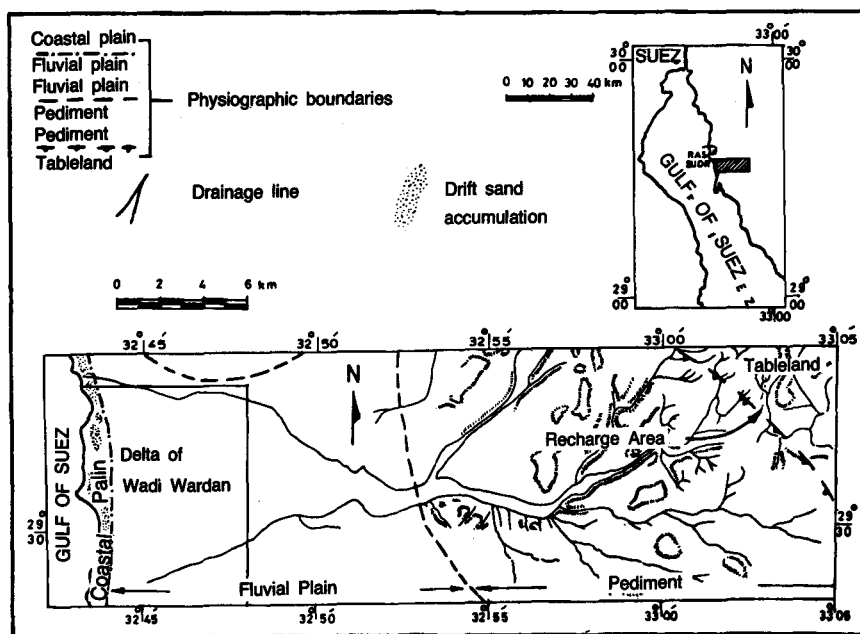 Coastal plain
Fluvial plain
Fluvial plain
Pediment
Pediment
Tableland
Physiographic boundaries
Drainage line
Drift sand
accumulation
0 2 4 6 km
0 10 20 30 40
km
33°00′
30°00
30°00
SUEZ
N
RAS
SUDR
GULF OF SUEZ
29°00
29°00
33°00
32°45′
32°50′
32°55′
33°00′
33°05
Tableland
N
Recharge Area
GULF OF SUEZ
Coastal Palin
Delta of
Wadi Wardan
29°30
29°30
Fluvial Plain
Pediment
32°45′
32°50′
32°55
33°00′
33°06